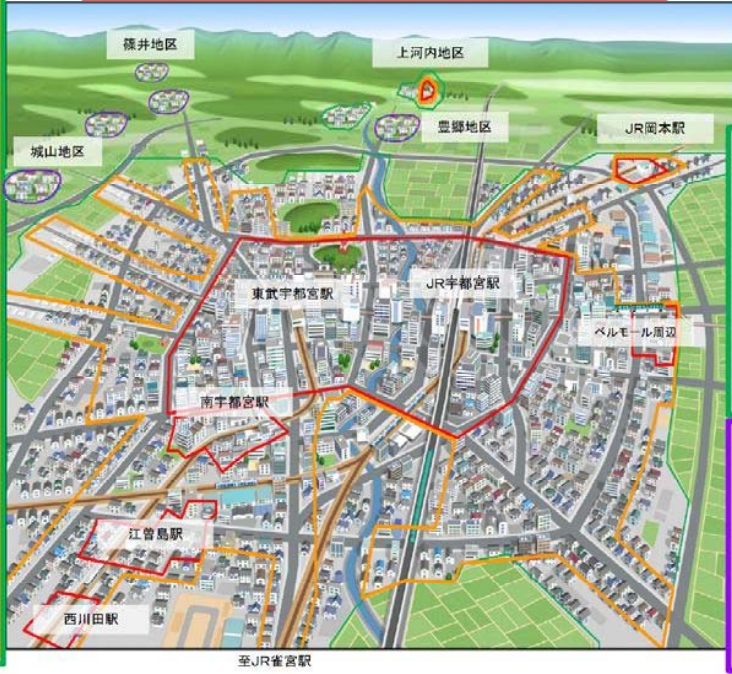 篠井地区
上河内地区
豊郷地区
JR岡本駅
城山地区
東武宇都宮駅
JR宇都宮駅
ベルモール周辺
南宇都宮駅
江曽島駅
西川田駅
至JR雀宮駅